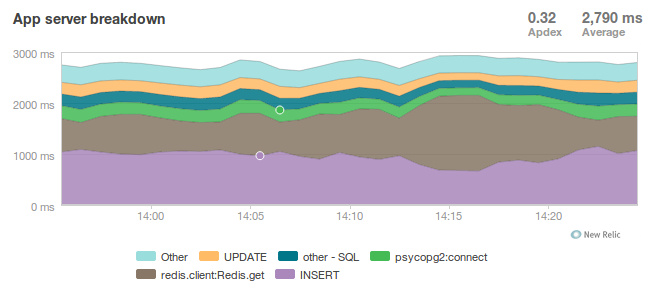 App server breakdown
0.32 2,790 ms
Apdex Average
3000 ms
2000 ms
1000 ms
0 ms
14:00 14:05 14:10 14:15 14:20
New Relic
Other UPDATE other - SQL psycopg2:connect
redis.client:Redis.get INSERT